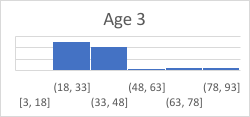 Age 3
(18, 33] (48, 63] (78, 93]
[3, 18] (33, 48] (63, 78]